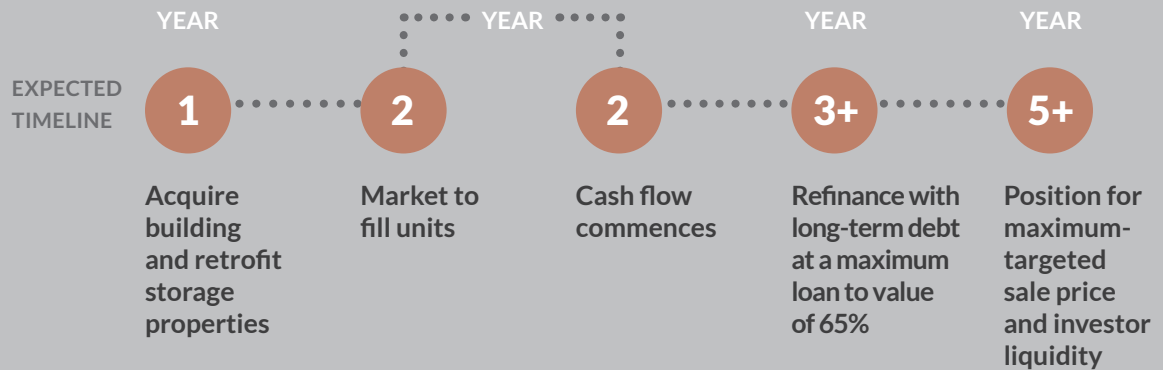 YEAR
YEAR
YEAR
YEAR
EXPECTED
TIMELINE
1
2
2
3+
5+
Acquire
building
and retrofit
storage
properties
Market to
fill units
Cash flow
commences
Refinance with
long-term debt
at a maximum
loan to value
of 65%
Position for
maximum-
targeted
sale price
and investor
liquidity